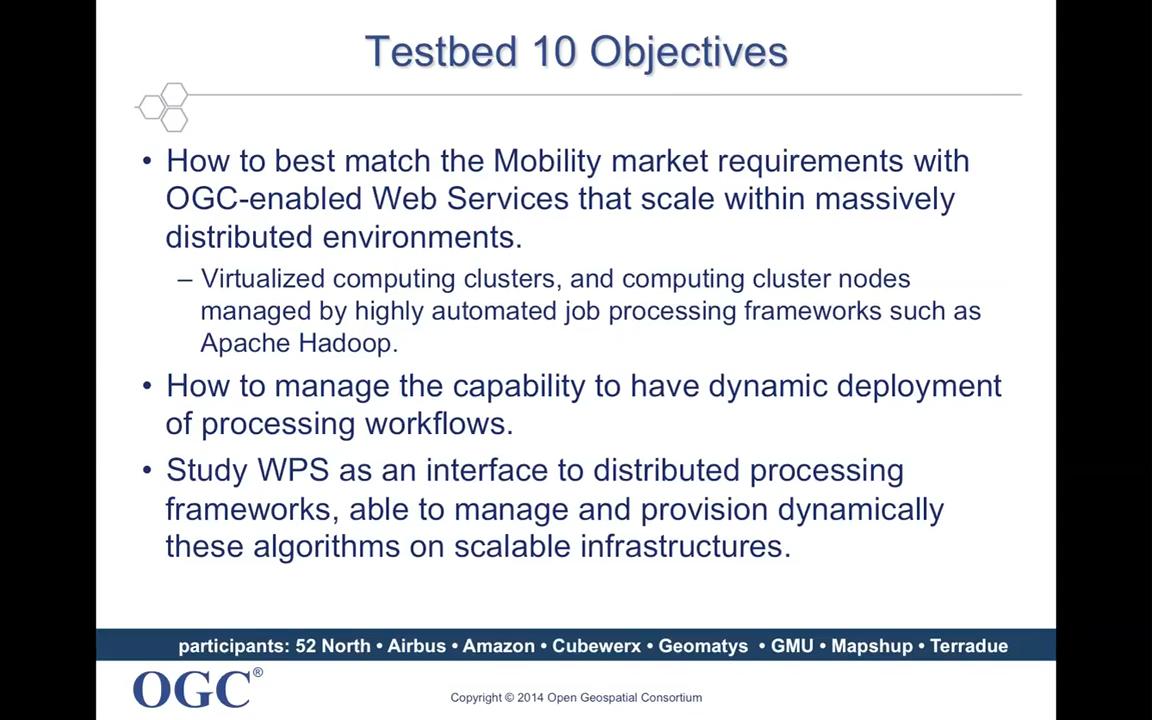 Testbed 10 Objectives
• How to best match the Mobility market requirements with
OGC-enabled Web Services that scale within massively
distributed environments.
– Virtualized computing clusters, and computing cluster nodes
managed by highly automated job processing frameworks such as
Apache Hadoop.
• How to manage the capability to have dynamic deployment
of processing workflows.
• Study WPS as an interface to distributed processing
frameworks, able to manage and provision dynamically
these algorithms on scalable infrastructures.
participants: 52 North • Airbus • Amazon • Cubewerx • Geomatys • GMU • Mapshup • Terradue
OGC®
Copyright © 2014 Open Geospatial Consortium